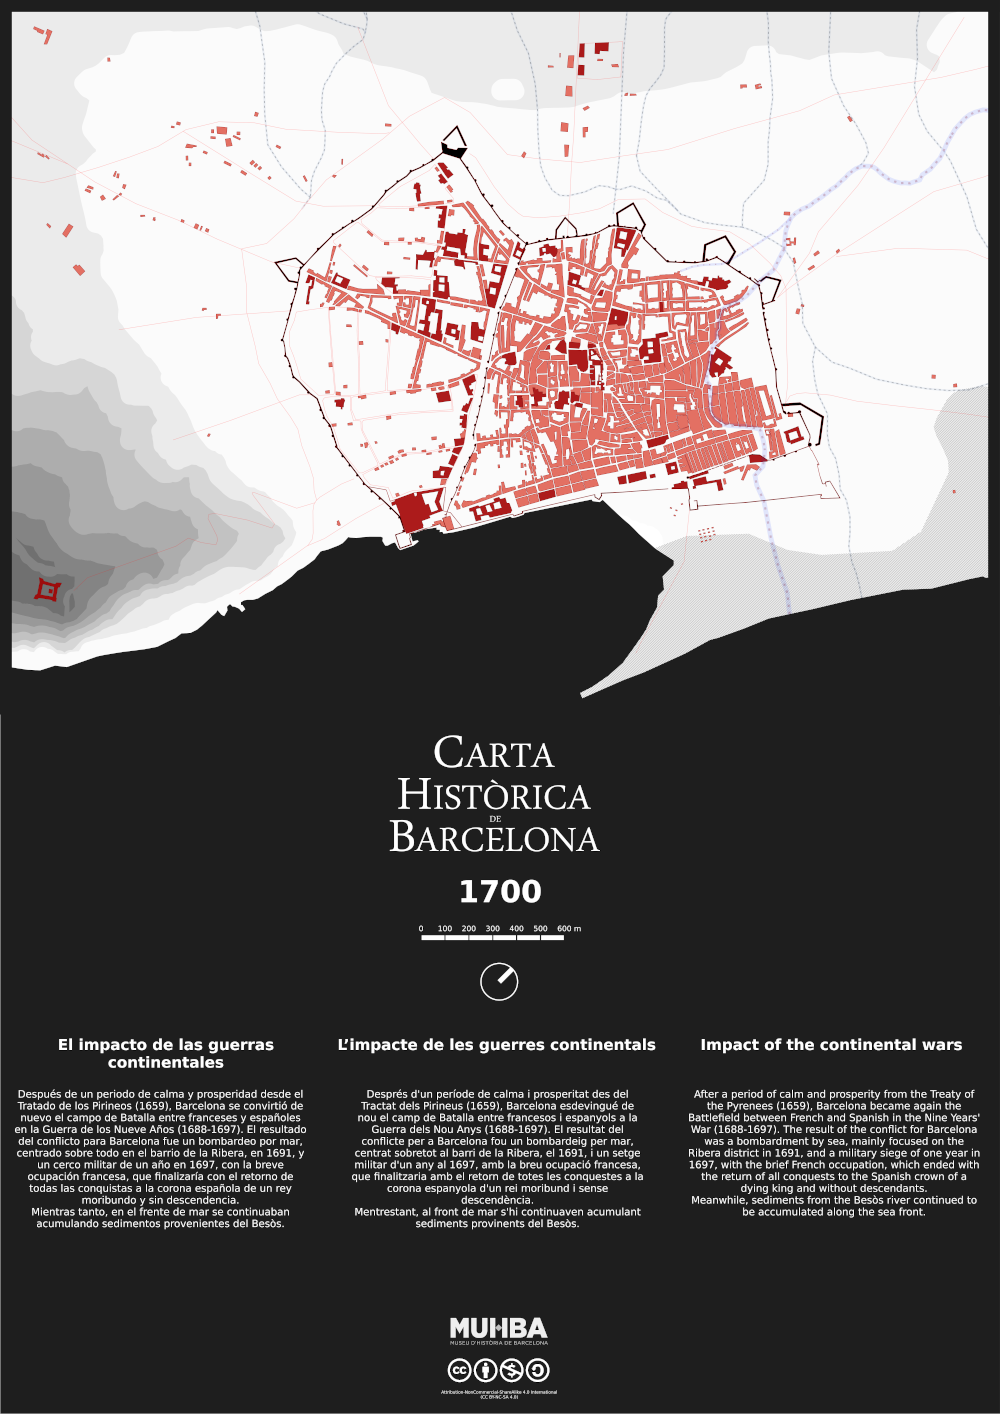 CARTA
HISTÒRICA
DE
BARCELONA
1700
0 100 200 300 400 500 600 m
El impacto de las guerras
continentales
Después de un periodo de calma y prosperidad desde el
Tratado de los Pirineos (1659), Barcelona se convirtió de
nuevo el campo de Batalla entre franceses y españoles
en la Guerra de los Nueve Años (1688-1697). El resultado
del conflicto para Barcelona fue un bombardeo por mar,
centrado sobre todo en el barrio de la Ribera, en 1691, y
un cerco militar de un año en 1697, con la breve
ocupación francesa, que finalizaría con el retorno de
todas las conquistas a la corona española de un rey
moribundo y sin descendencia.
Mientras tanto, en el frente de mar se continuaban
acumulando sedimentos provenientes del Besòs.
L'impacte de les guerres continentals
Després d'un període de calma i prosperitat des del
Tractat dels Pirineus (1659), Barcelona esdevingué de
nou el camp de Batalla entre francesos i espanyols a la
Guerra dels Nou Anys (1688-1697). El resultat del
conflicte per a Barcelona fou un bombardeig per mar,
centrat sobretot al barri de la Ribera, el 1691, i un setge
militar d'un any al 1697, amb la breu ocupació francesa,
que finalitzaria amb el retorn de totes les conquestes a la
corona espanyola d'un rei moribund i sense
descendència.
Mentrestant, al front de mar s'hi continuaven acumulant
sediments provinents del Besòs.
Impact of the continental wars
After a period of calm and prosperity from the Treaty of
the Pyrenees (1659), Barcelona became again the
Battlefield between French and Spanish in the Nine Years'
War (1688-1697). The result of the conflict for Barcelona
was a bombardment by sea, mainly focused on the
Ribera district in 1691, and a military siege of one year in
1697, with the brief French occupation, which ended with
the return of all conquests to the Spanish crown of a
dying king and without descendants.
Meanwhile, sediments from the Besòs river continued to
be accumulated along the sea front.
MUHBA
MUSEU D'HISTÒRIA DE BARCELONA
cc
Attribution-NonCommercial-ShareAlike 4.0 International
(CC BY-NC-SA 4.0)